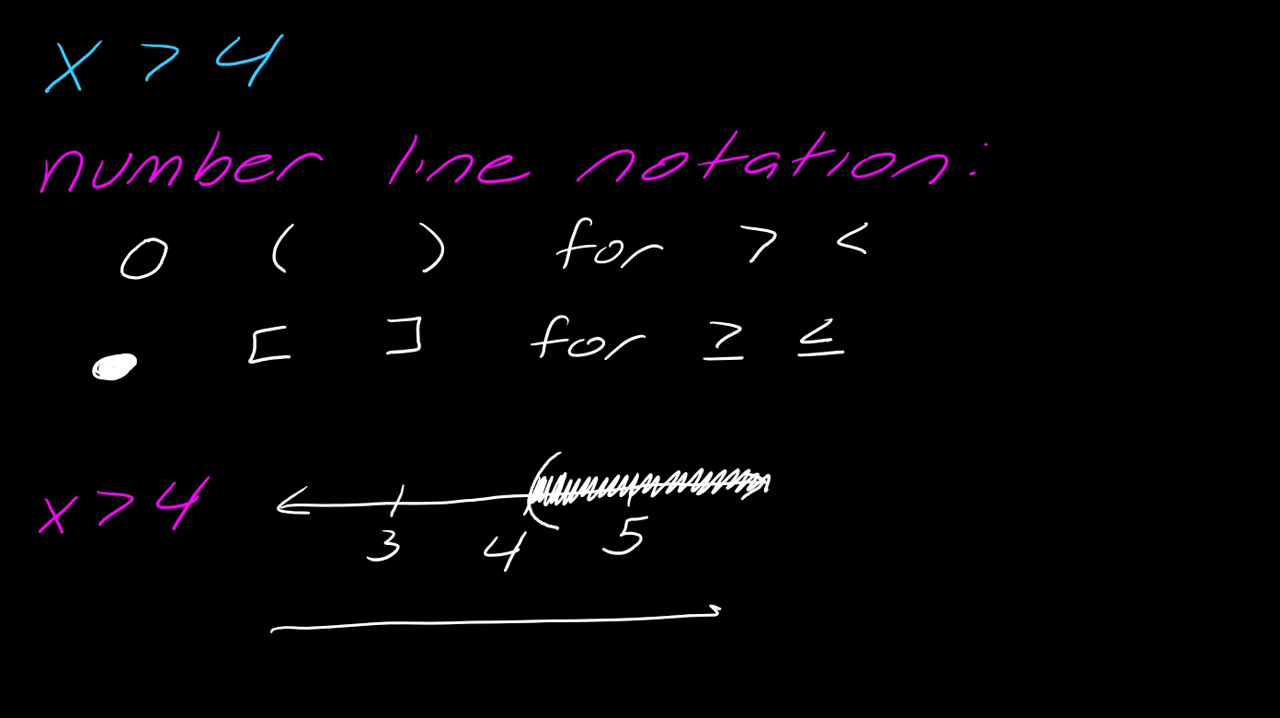 x > 4
number line notation:
O ( ) for > <
● [ ] for ≥ ≤
x > 4
(
3 4 5